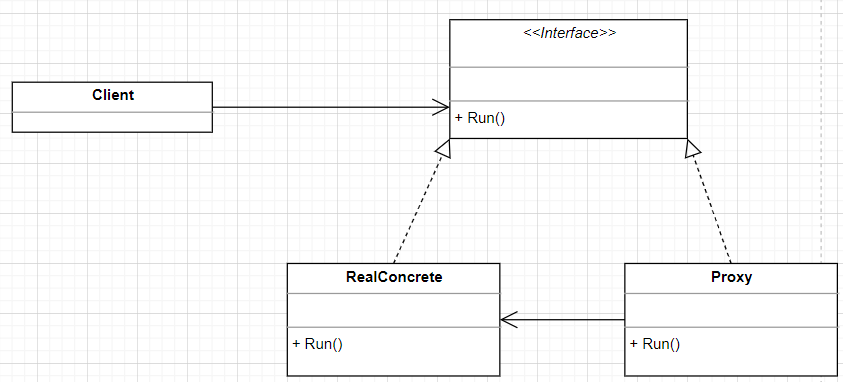 <<Interface>>
Client
+ Run()
RealConcrete
Proxy
+ Run()
+ Run()